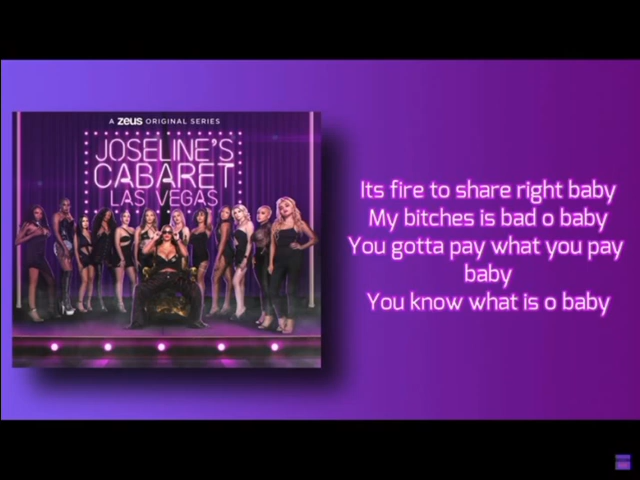 A zeus ORIGINAL SERIES
JOSELINE'S
CABARET
LAS VEGAS
Its fire to share right baby
My bitches is bad o baby
You gotta pay what you pay
baby
You know what is o baby